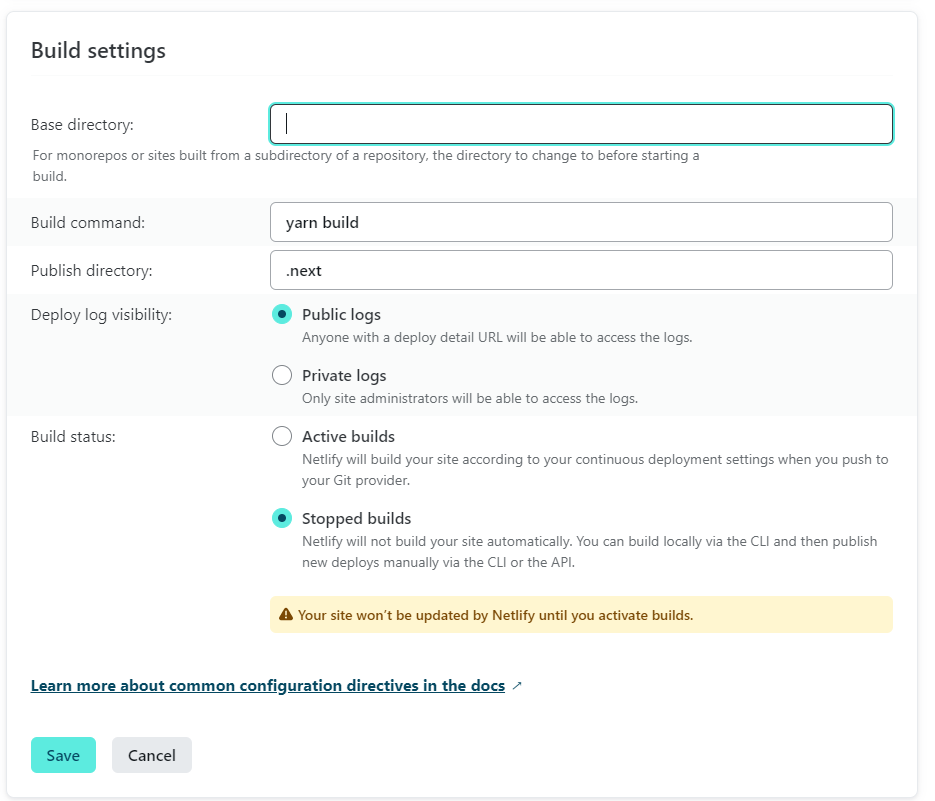 Build settings
Base directory:
For monorepos or sites built from a subdirectory of a repository, the directory to change to before starting a
build.
Build command:
yarn build
Publish directory:
.next
Deploy log visibility:
Public logs
Anyone with a deploy detail URL will be able to access the logs.
Private logs
Only site administrators will be able to access the logs.
Build status:
Active builds
Netlify will build your site according to your continuous deployment settings when you push to
your Git provider.
Stopped builds
Netlify will not build your site automatically. You can build locally via the CLI and then publish
new deploys manually via the CLI or the API.
Your site won’t be updated by Netlify until you activate builds.
Learn more about common configuration directives in the docs
Save
Cancel